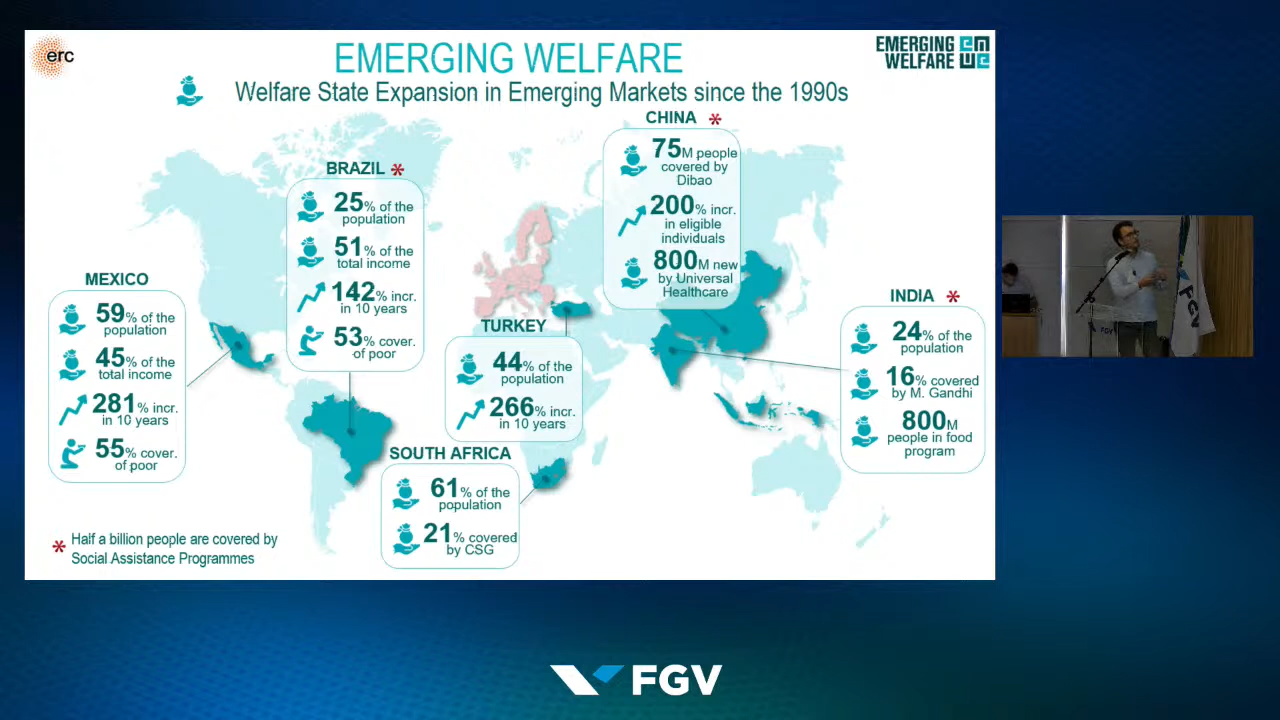 erc
EMERGING WELFARE
EMERGING
WELFARE
EM
WE
Welfare State Expansion in Emerging Markets since the 1990s
CHINA *
75M people
covered by
Dibao
200% incr.
in eligible
individuals
800M new
by Universal
Healthcare
BRAZIL *
25% of the
population
51% of the
total income
142% incr.
in 10 years
53% cover.
of poor
MEXICO
59% of the
population
45% of the
total income
281% incr.
in 10 years
55% cover.
of poor
TURKEY
44% of the
population
266% incr.
in 10 years
INDIA *
24% of the
population
16% covered
by M. Gandhi
800M
people in food
program
SOUTH AFRICA
61% of the
population
21% covered
by CSG
* Half a billion people are covered by
Social Assistance Programmes
FGV
FGV
FGV